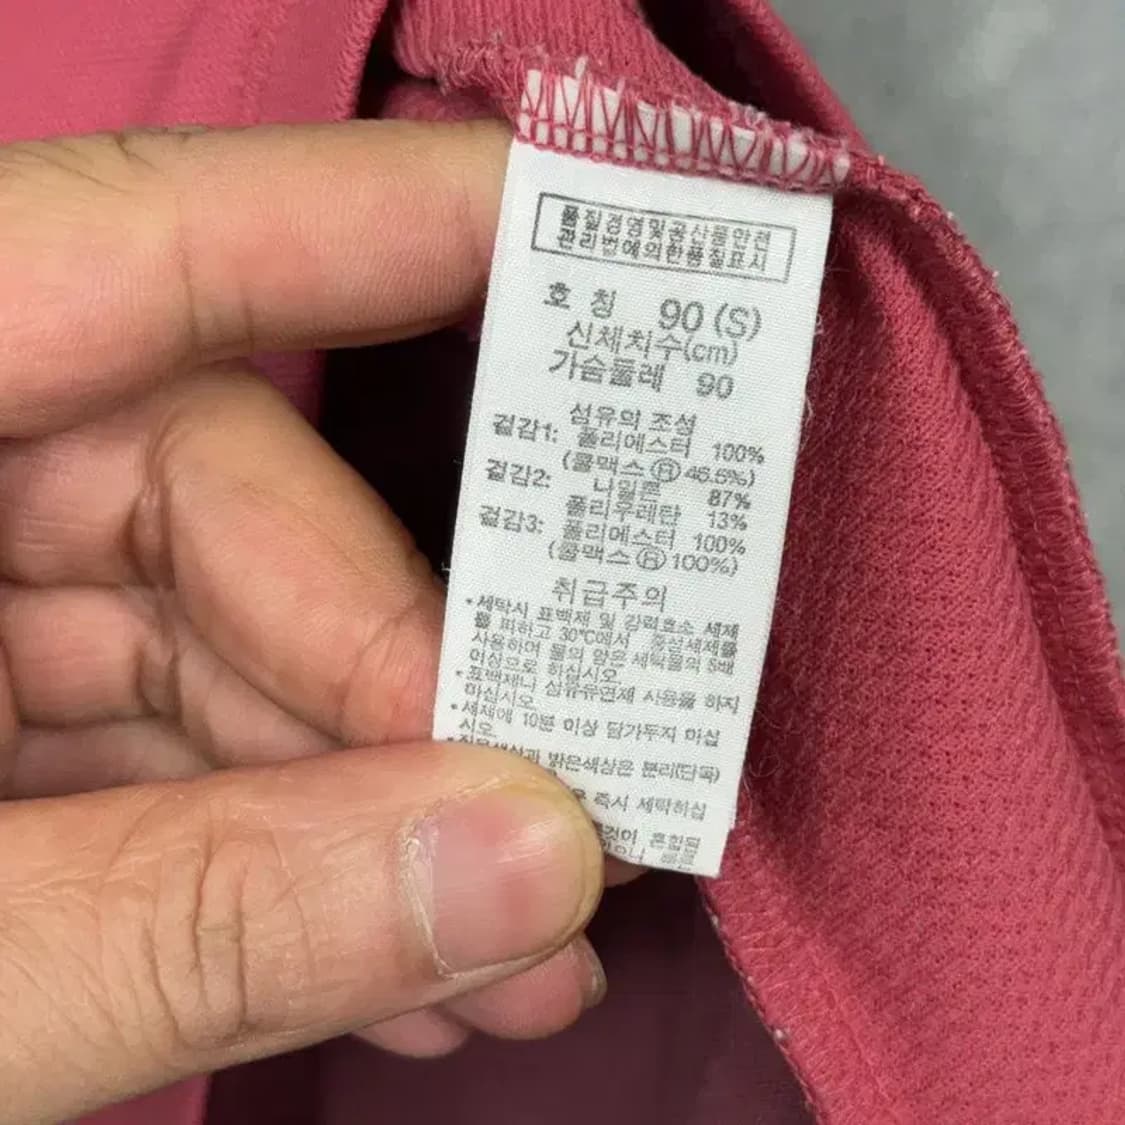 품질경영및공산품안전
관리법에의한품질표시
호 칭 90 (S)
신체치수(cm)
가슴둘레 90
섬유의 조성
겉감1: 폴리에스터 100%
(쿨맥스Ⓡ 46.5%)
겉감2: 나일론 87%
폴리우레탄 13%
겉감3: 폴리에스터 100%
(쿨맥스Ⓡ 100%)
취급주의
• 세탁시 표백제 및 강력효소 세제
를 피하고 30°C에서 중성세제를
사용하며 물의 양은 세탁물의 5배
이상으로 하십시오.
• 표백제나 섬유유연제 사용을 하지
마십시오.
• 세제에 10분 이상 담가두지 마십
시오.
밝은색상은 분리(단독)
즉시 세탁하십
혼합된